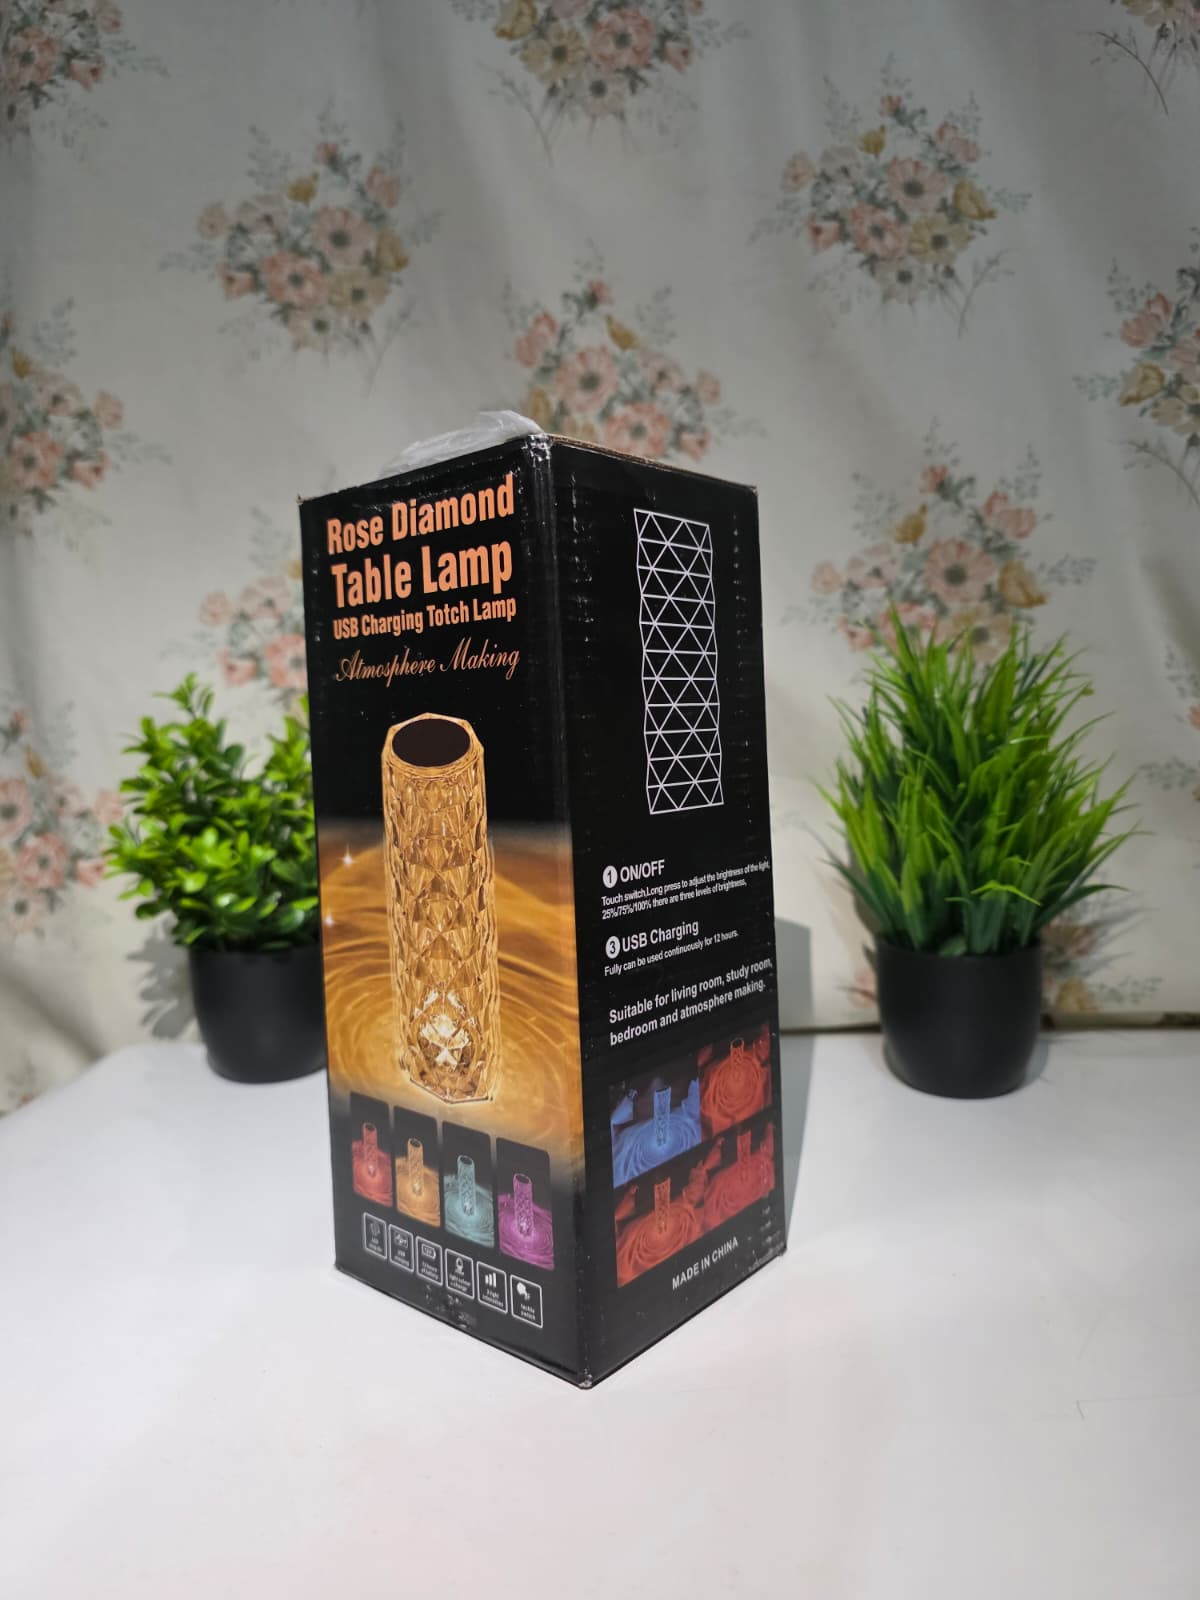 Rose Diamond
Table Lamp
USB Charging Totch Lamp
Atmosphere Making
1 ON/OFF
Touch switch,Long press to adjust the brightness of the light,
25%/75%/100% there are three levels of brightness,
3 USB Charging
Fully can be used continuously for 12 hours.
Suitable for living room, study room,
bedroom and atmosphere making.
MADE IN CHINA